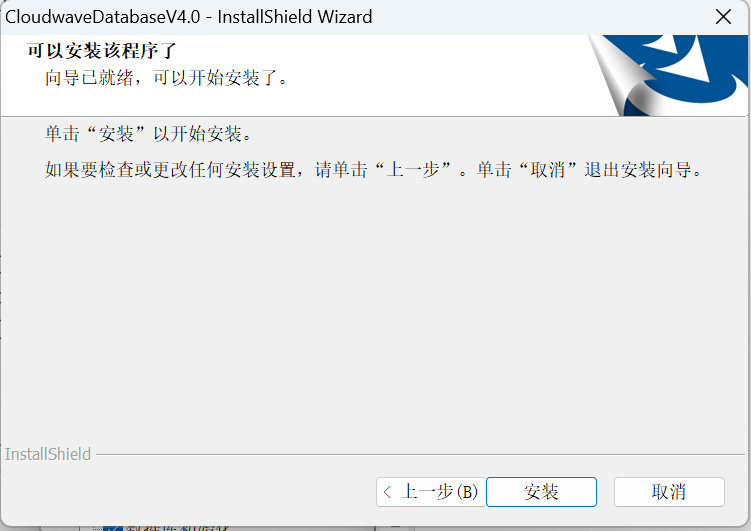 CloudwaveDatabaseV4.0 - InstallShield Wizard
可以安装该程序了
向导已就绪，可以开始安装了。
单击“安装”以开始安装。
如果要检查或更改任何安装设置，请单击“上一步”。单击“取消”退出安装向导。
InstallShield
< 上一步(B)
安装
取消